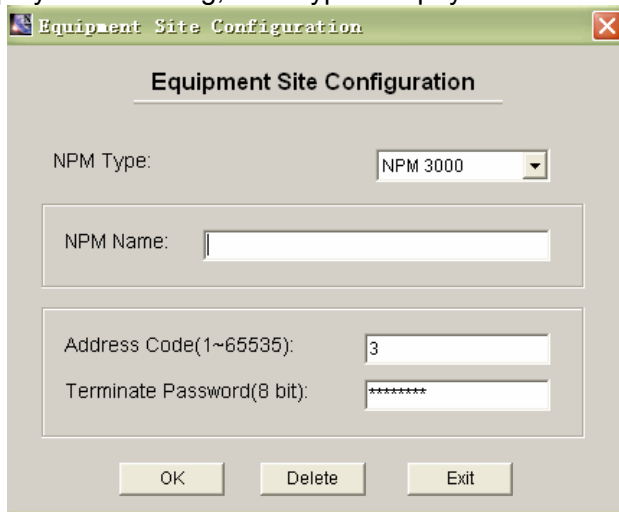 Equipment Site Configuration
Equipment Site Configuration
NPM Type: NPM 3000
NPM Name:
Address Code(1~65535): 3
Terminate Password(8 bit): ********
OK Delete Exit